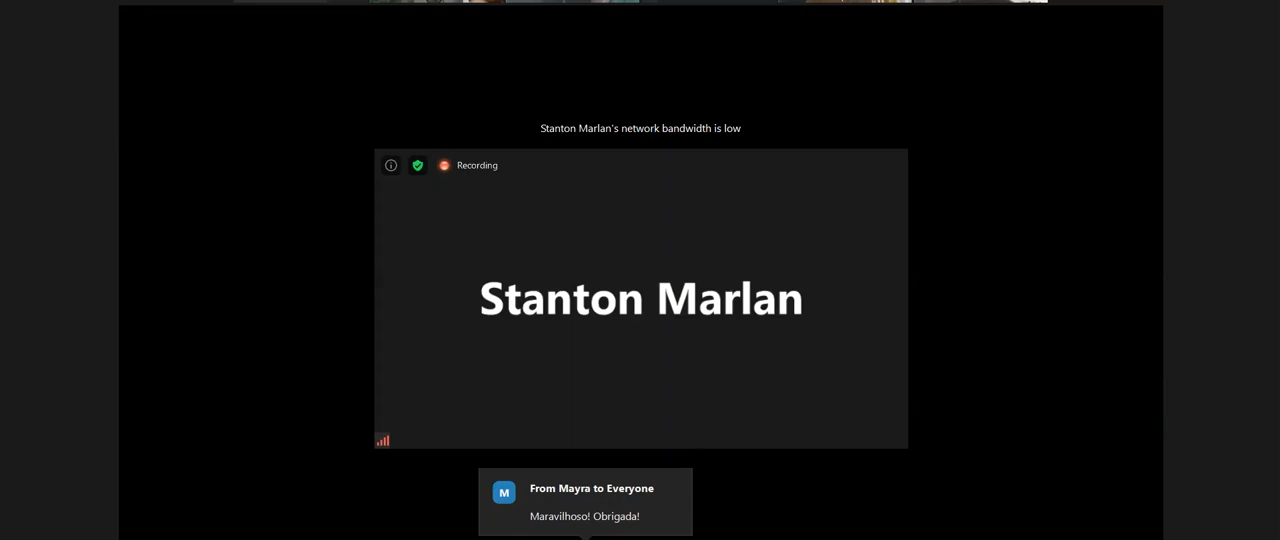 Stanton Marlan's network bandwidth is low
Recording
Stanton Marlan
M
From Mayra to Everyone
Maravilhoso! Obrigada!